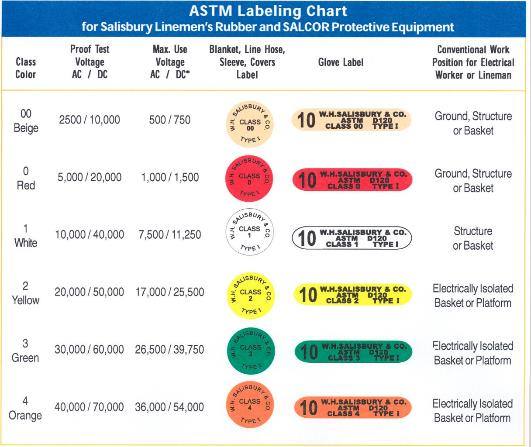 ASTM Labeling Chart
for Salisbury Linemen's Rubber and SALCOR Protective Equipment
Class
Color
Proof Test
Voltage
AC / DC
Max. Use
Voltage
AC / DC*
Blanket, Line Hose,
Sleeve, Covers
Label
Glove Label
Conventional Work
Position for Electrical
Worker or Lineman
00
Beige
2500 / 10,000
500 / 750
W.H. SALISBURY & CO.
CLASS
00
TYPE I
10 W.H.SALISBURY & CO.
ASTM D120
CLASS 00 TYPE I
Ground, Structure
or Basket
0
Red
5,000 / 20,000
1,000 / 1,500
W.H. SALISBURY & CO.
CLASS
0
TYPE I
10 W.H.SALISBURY & CO.
ASTM D120
CLASS 0 TYPE I
Ground, Structure
or Basket
1
White
10,000 / 40,000
7,500 / 11,250
W.H. SALISBURY & CO.
CLASS
1
TYPE I
10 W.H.SALISBURY & CO.
ASTM D120
CLASS 1 TYPE I
Structure
or Basket
2
Yellow
20,000 / 50,000
17,000 / 25,500
W.H. SALISBURY & CO.
CLASS
2
TYPE I
10 W.H.SALISBURY & CO.
ASTM D120
CLASS 2 TYPE I
Electrically Isolated
Basket or Platform
3
Green
30,000 / 60,000
26,500 / 39,750
W.H. SALISBURY & CO.
CLASS
3
TYPE I
10 W.H.SALISBURY & CO.
ASTM D120
CLASS 3 TYPE I
Electrically Isolated
Basket or Platform
4
Orange
40,000 / 70,000
36,000 / 54,000
W.H. SALISBURY & CO.
CLASS
4
TYPE I
10 W.H.SALISBURY & CO.
ASTM D120
CLASS 4 TYPE I
Electrically Isolated
Basket or Platform